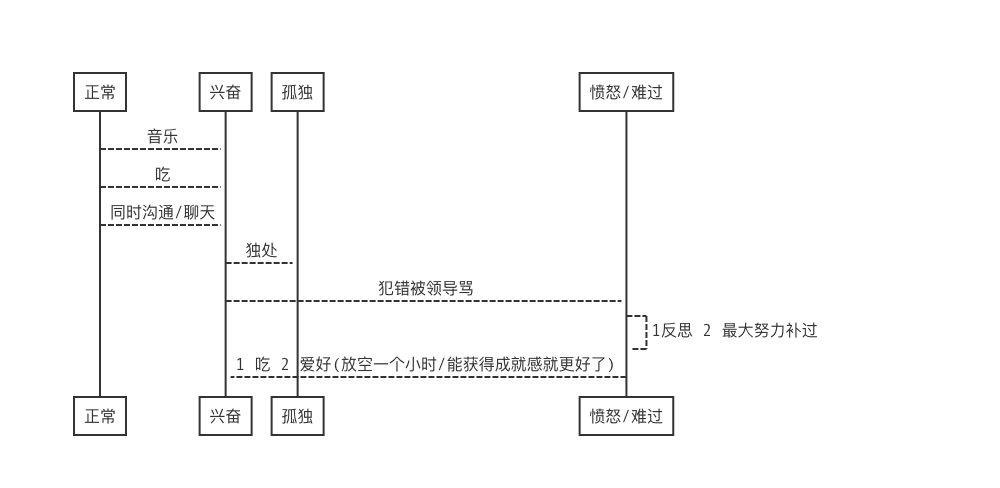 正常 兴奋 孤独 愤怒/难过
音乐
吃
同时沟通/聊天
独处
犯错被领导骂
1反思 2 最大努力补过
1 吃 2 爱好(放空一个小时/能获得成就感就更好了)
正常 兴奋 孤独 愤怒/难过